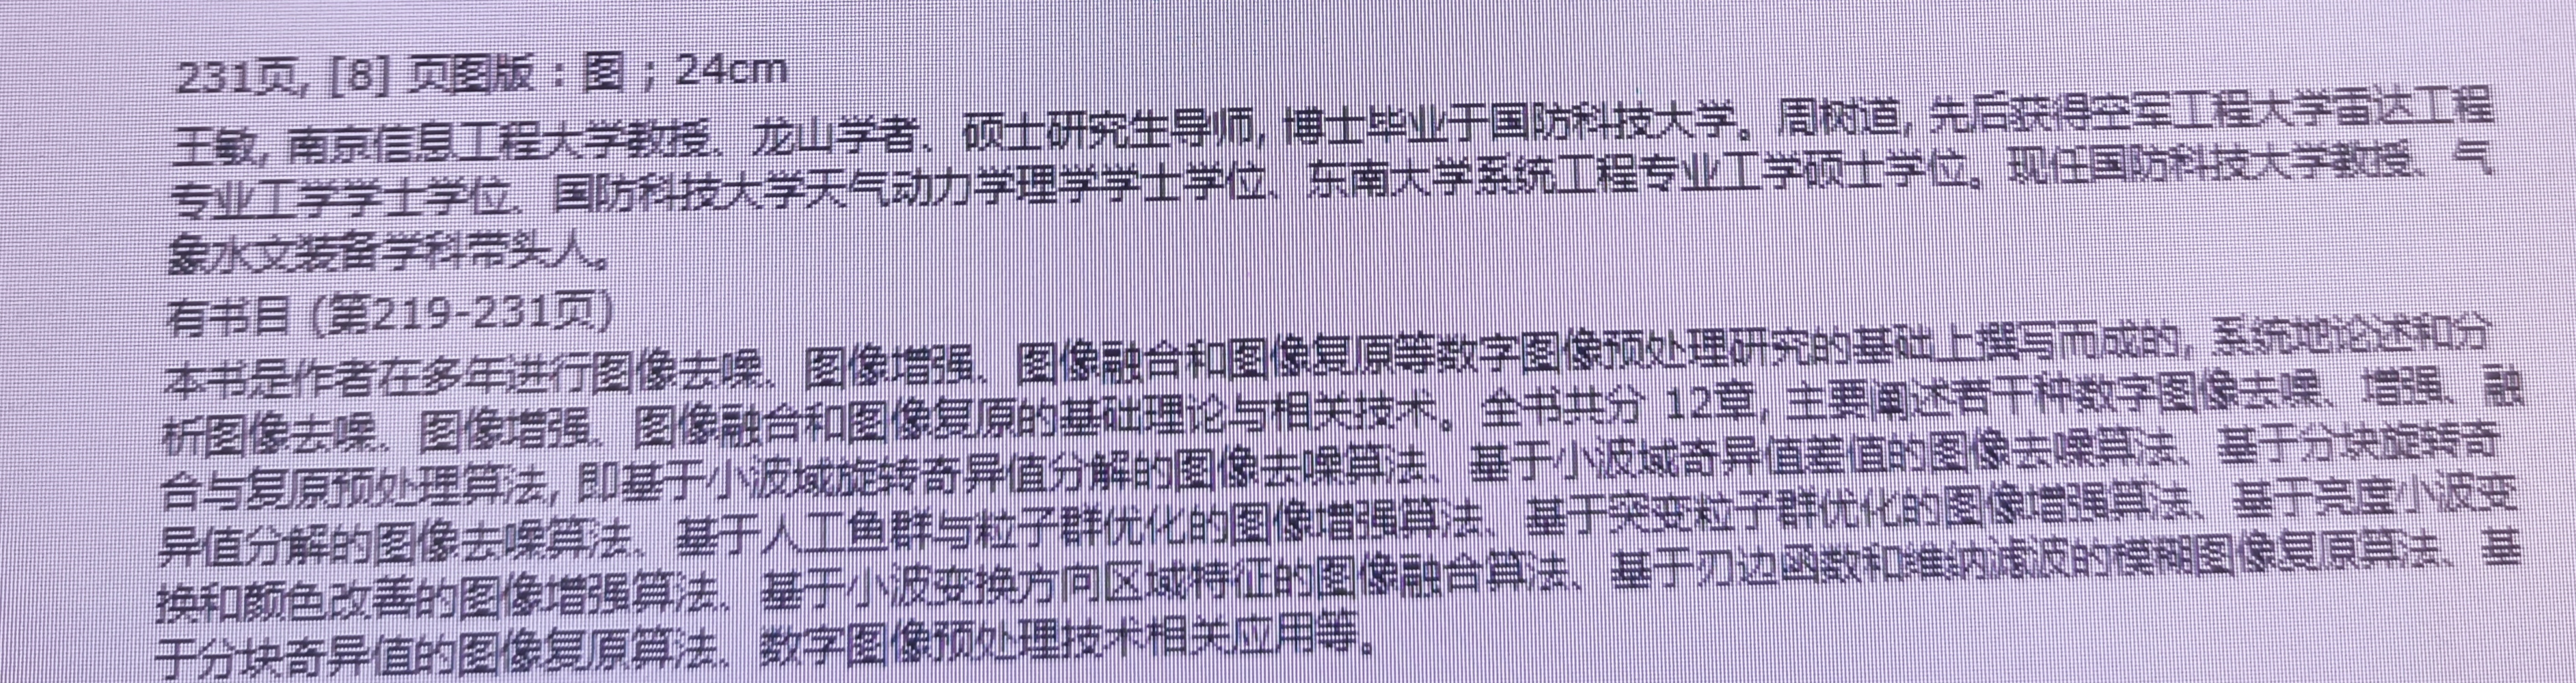 231页, [8] 页图版 : 图 ; 24cm
王敏, 南京信息工程大学教授、龙山学者、硕士研究生导师, 博士毕业于国防科技大学。周树道, 先后获得空军工程大学雷达工程
专业工学学士学位、国防科技大学天气动力学理学学士学位、东南大学系统工程专业工学硕士学位。现任国防科技大学教授、气
象水文装备学科带头人。
有书目 (第219-231页)
本书是作者在多年进行图像去噪、图像增强、图像融合和图像复原等数字图像预处理研究的基础上撰写而成的, 系统地论述和分
析图像去噪、图像增强、图像融合和图像复原的基础理论与相关技术。全书共分 12章, 主要阐述若干种数字图像去噪、增强、融
合与复原预处理算法, 即基于小波域旋转奇异值分解的图像去噪算法、基于小波域奇异值差值的图像去噪算法、基于分块旋转奇
异值分解的图像去噪算法、基于人工鱼群与粒子群优化的图像增强算法、基于突变粒子群优化的图像增强算法、基于亮度小波变
换和颜色改善的图像增强算法、基于小波变换方向区域特征的图像融合算法、基于刃边函数和维纳滤波的模糊图像复原算法、基
于分块奇异值的图像复原算法、数字图像预处理技术相关应用等。